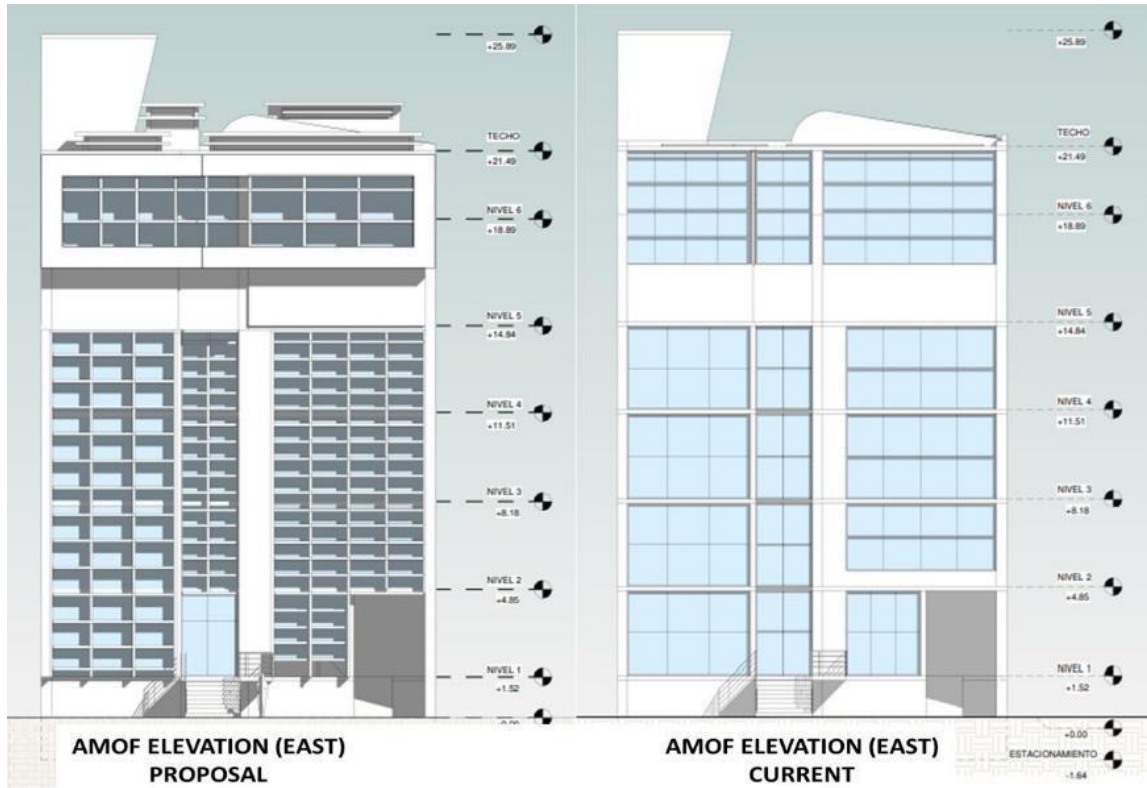 +25.89
TECHO
+21.49
NIVEL 6
+18.89
NIVEL 5
+14.84
NIVEL 4
+11.51
NIVEL 3
+8.18
NIVEL 2
+4.85
NIVEL 1
+1.52
+0.00
AMOF ELEVATION (EAST)
PROPOSAL
+25.89
TECHO
+21.49
NIVEL 6
+18.89
NIVEL 5
+14.84
NIVEL 4
+11.51
NIVEL 3
+8.18
NIVEL 2
+4.85
NIVEL 1
+1.52
+0.00
ESTACIONAMIENTO
-1.64
AMOF ELEVATION (EAST)
CURRENT